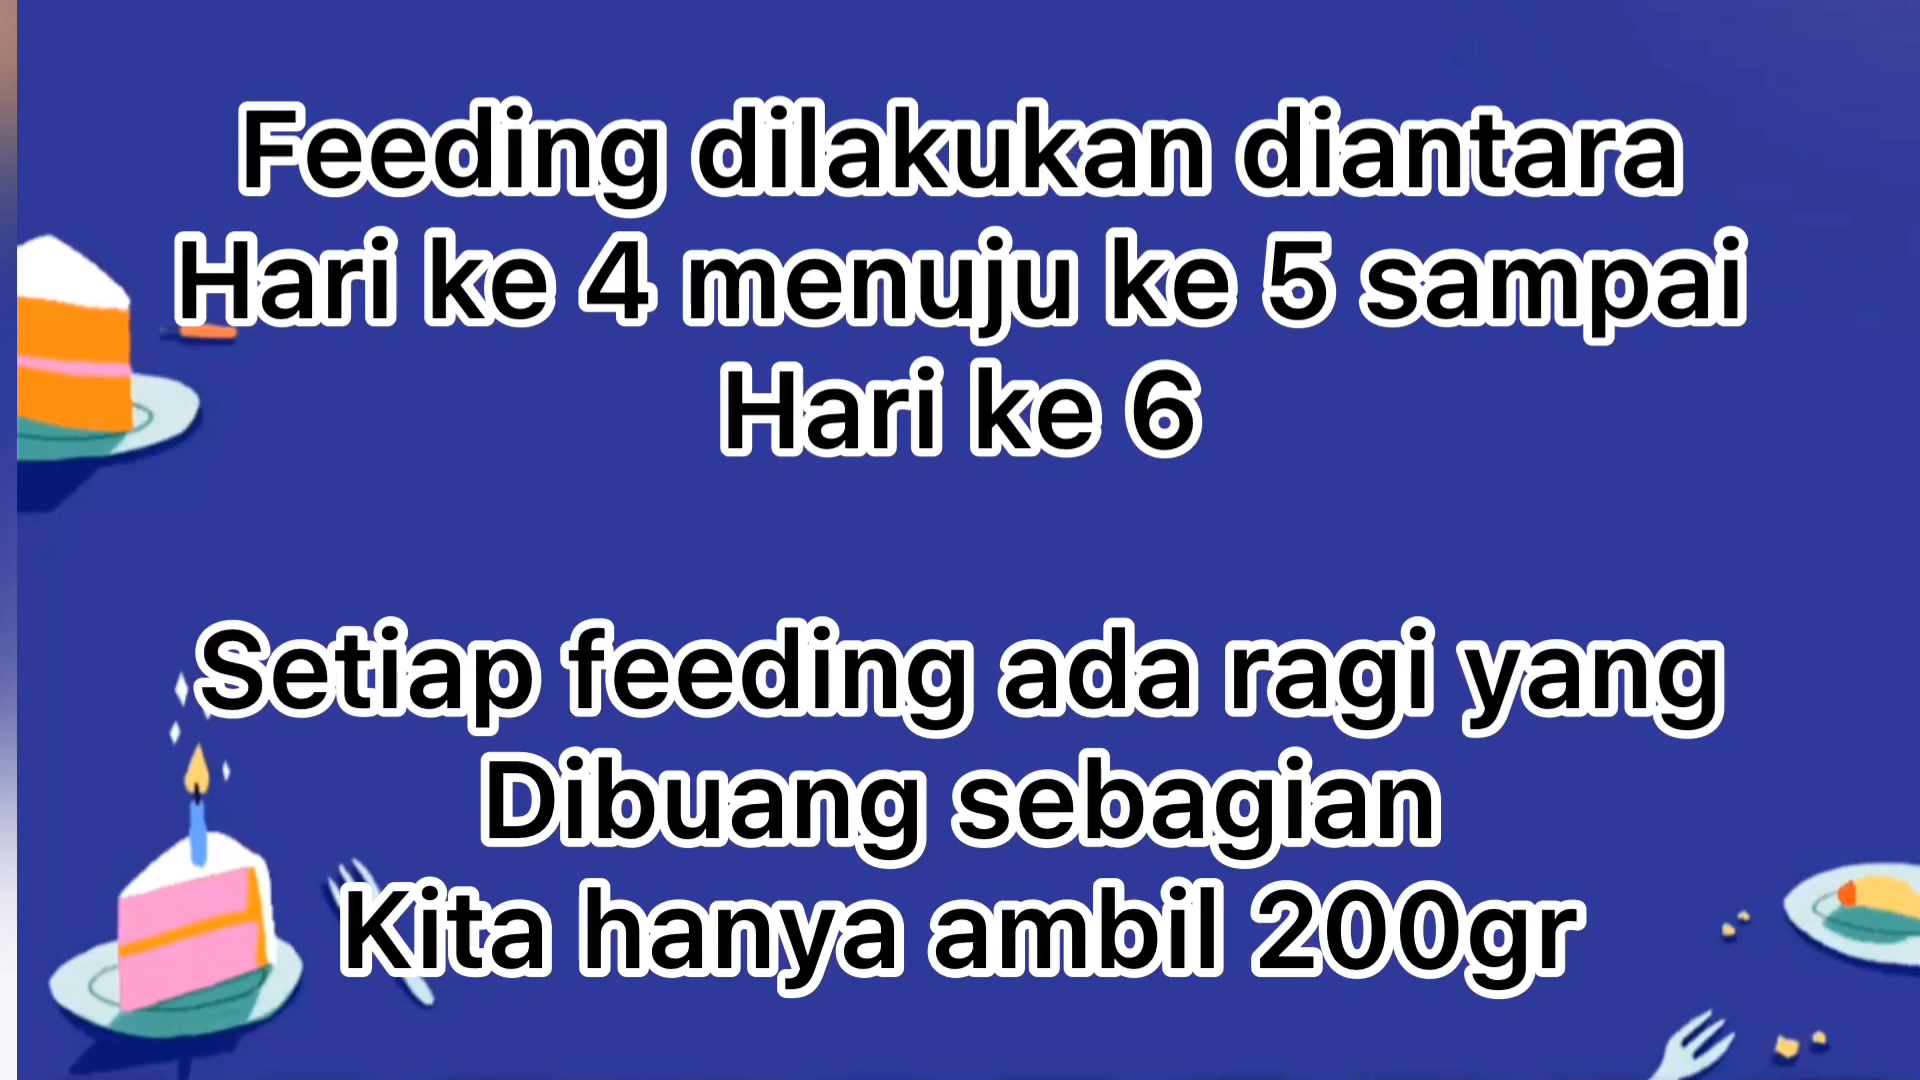 Feeding dilakukan diantara
Hari ke 4 menuju ke 5 sampai
Hari ke 6
Setiap feeding ada ragi yang
Dibuang sebagian
Kita hanya ambil 200gr